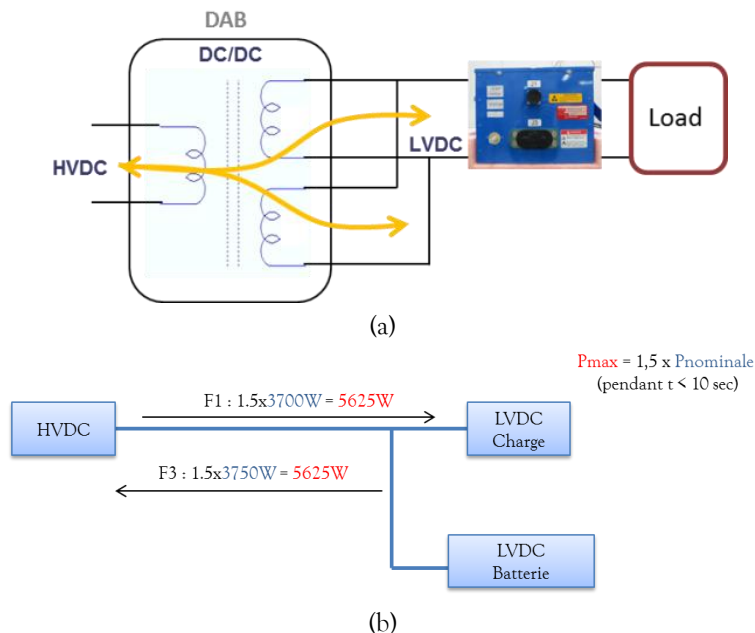 DAB
DC/DC
HVDC
LVDC
Load
(a)
Pmax = 1,5 x Pnominale
(pendant t < 10 sec)
F1 : 1.5x3700W = 5625W
HVDC
LVDC
Charge
F3 : 1.5x3750W = 5625W
LVDC
Batterie
(b)